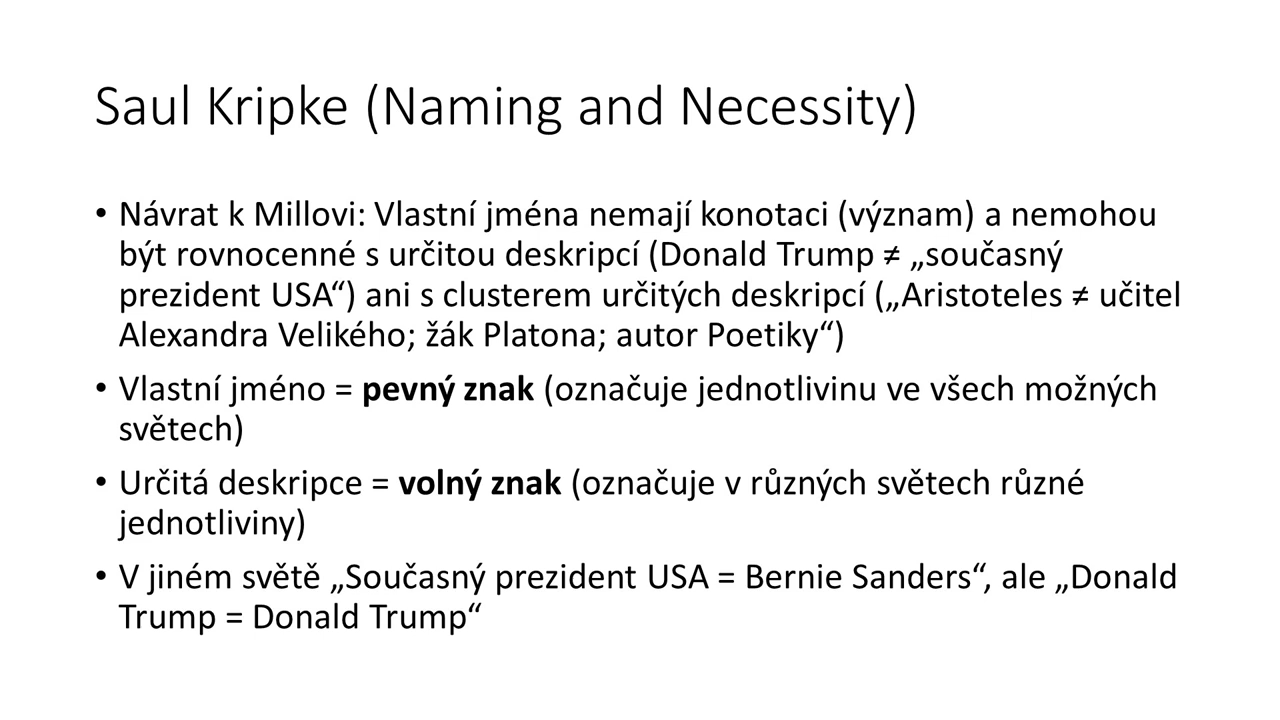 Saul Kripke (Naming and Necessity)
• Návrat k Millovi: Vlastní jména nemají konotaci (význam) a nemohou
být rovnocenné s určitou deskripcí (Donald Trump ≠ „současný
prezident USA“) ani s clusterem určitých deskripcí („Aristoteles ≠ učitel
Alexandra Velikého; žák Platona; autor Poetiky“)
• Vlastní jméno = pevný znak (označuje jednotlivinu ve všech možných
světech)
• Určitá deskripce = volný znak (označuje v různých světech různé
jednotliviny)
• V jiném světě „Současný prezident USA = Bernie Sanders“, ale „Donald
Trump = Donald Trump“